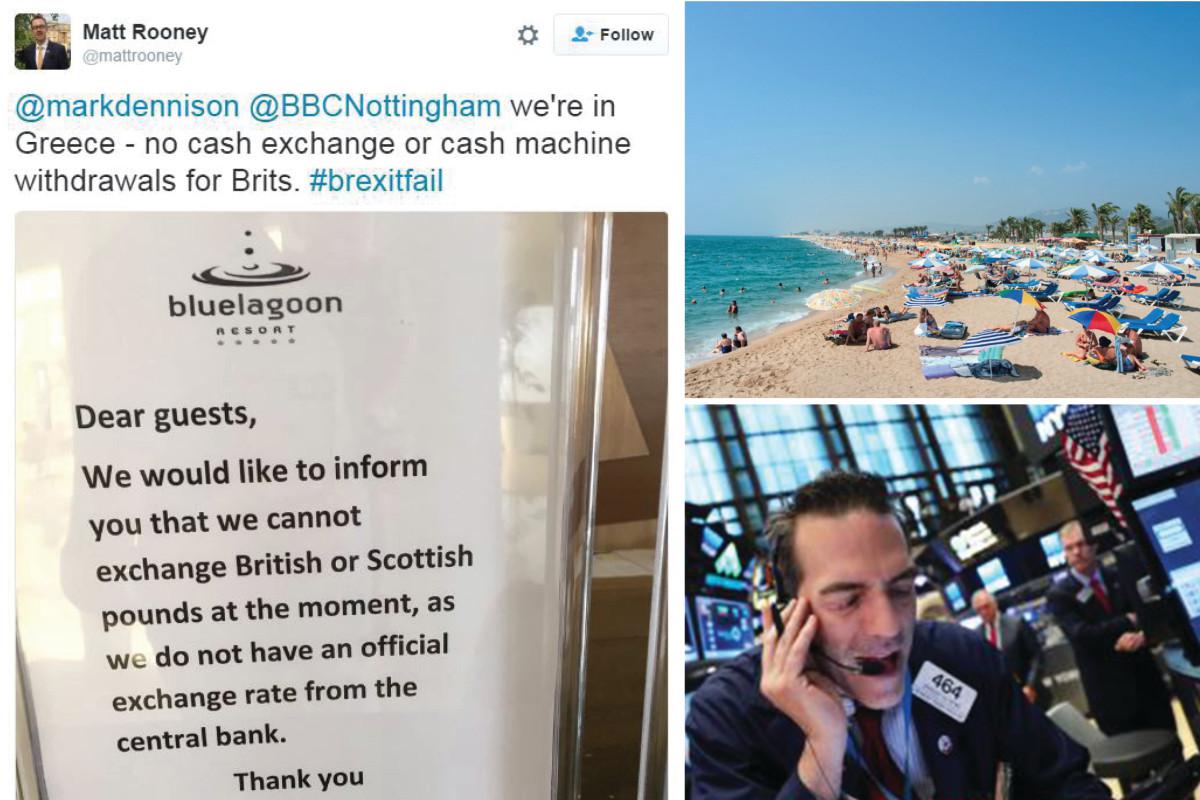 Matt Rooney
@mattrooney
Follow
@markdennison @BBCNottingham we're in
Greece - no cash exchange or cash machine
withdrawals for Brits. #brexitfail
bluelagoon
RESORT
Dear guests,
We would like to inform
you that we cannot
exchange British or Scottish
pounds at the moment, as
we do not have an official
exchange rate from the
central bank.
Thank you
464